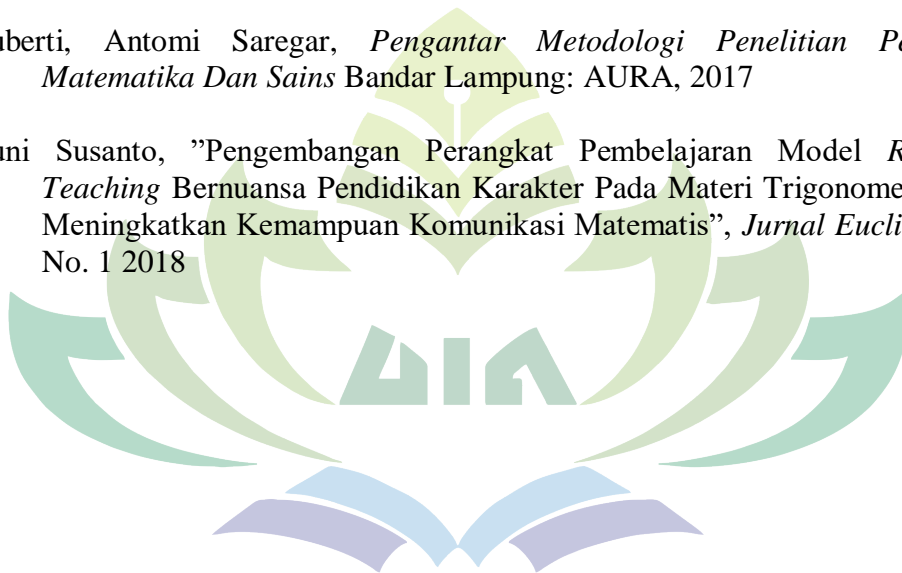 uberti, Antomi Saregar, Pengantar Metodologi Penelitian Pe
Matematika Dan Sains Bandar Lampung: AURA, 2017
uni Susanto, ”Pengembangan Perangkat Pembelajaran Model R
Teaching Bernuansa Pendidikan Karakter Pada Materi Trigonome
Meningkatkan Kemampuan Komunikasi Matematis”, Jurnal Eucli
No. 1 2018
UIN